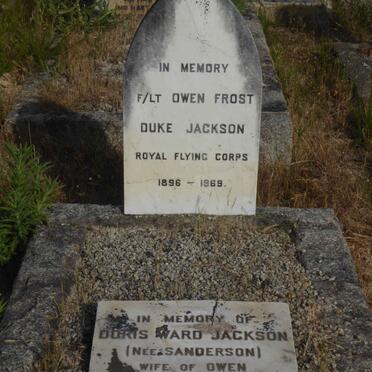 IN MEMORY
F/LT OWEN FROST
DUKE JACKSON
ROYAL FLYING CORPS
1896 – 1969.
IN MEMORY OF
DORIS WARD JACKSON
(NÉE SANDERSON)
WIFE OF OWEN